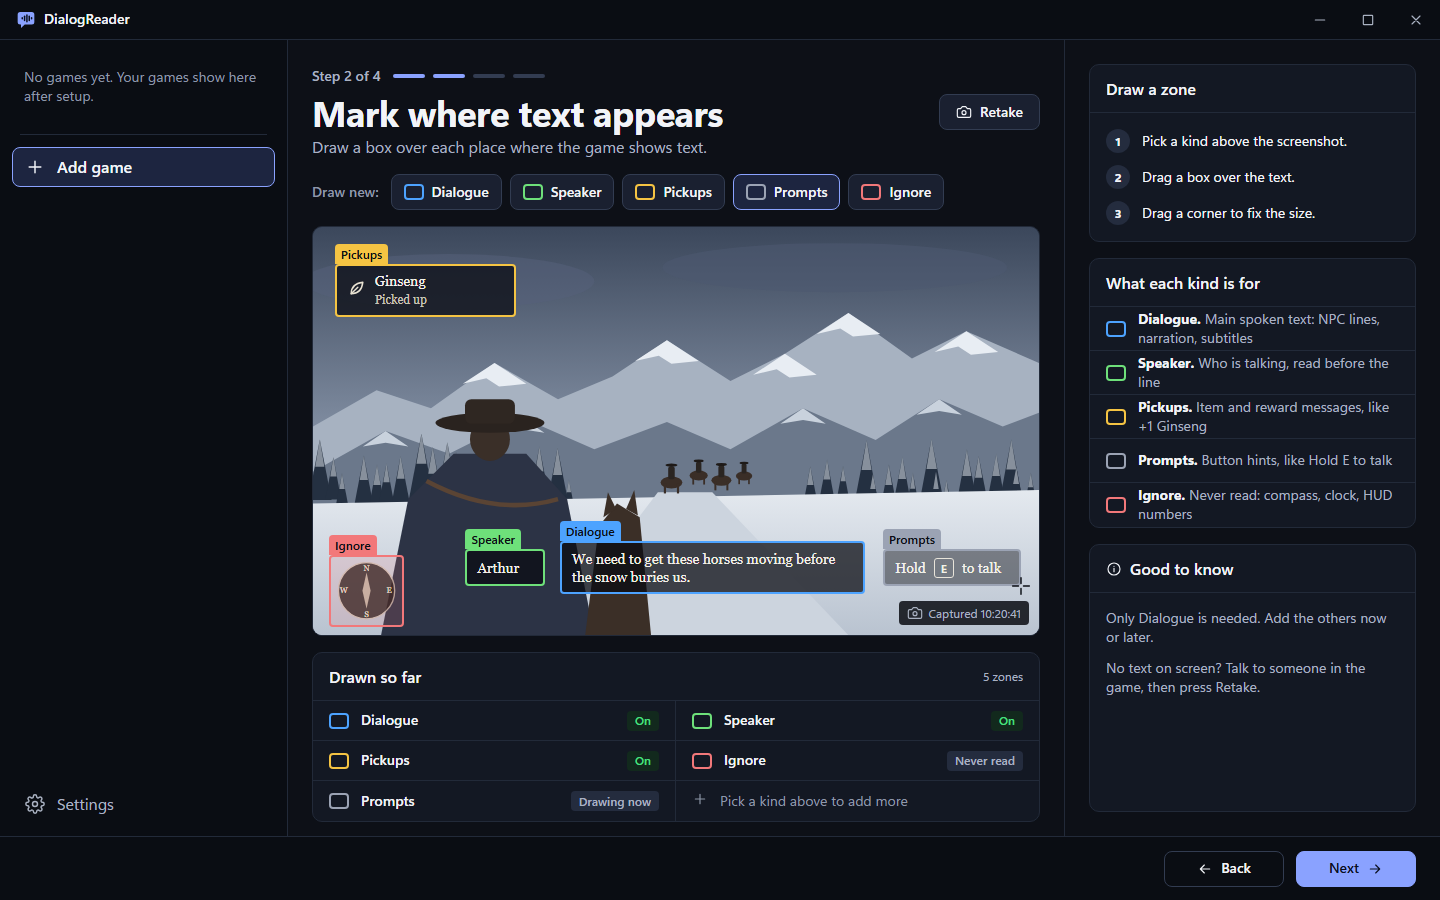 DialogReader
No games yet. Your games show here
after setup.
Add game
Settings
Step 2 of 4
Mark where text appears
Draw a box over each place where the game shows text.
Retake
Draw new:
Dialogue
Speaker
Pickups
Prompts
Ignore
Pickups
Ginseng
Picked up
Ignore
N
W
E
S
Speaker
Arthur
Dialogue
We need to get these horses moving before
the snow buries us.
Prompts
Hold E to talk
Captured 10:20:41
Drawn so far
5 zones
Dialogue
On
Speaker
On
Pickups
On
Ignore
Never read
Prompts
Drawing now
Pick a kind above to add more
Draw a zone
1 Pick a kind above the screenshot.
2 Drag a box over the text.
3 Drag a corner to fix the size.
What each kind is for
Dialogue. Main spoken text: NPC lines,
narration, subtitles
Speaker. Who is talking, read before the
line
Pickups. Item and reward messages, like
+1 Ginseng
Prompts. Button hints, like Hold E to talk
Ignore. Never read: compass, clock, HUD
numbers
Good to know
Only Dialogue is needed. Add the others now
or later.
No text on screen? Talk to someone in the
game, then press Retake.
Back
Next